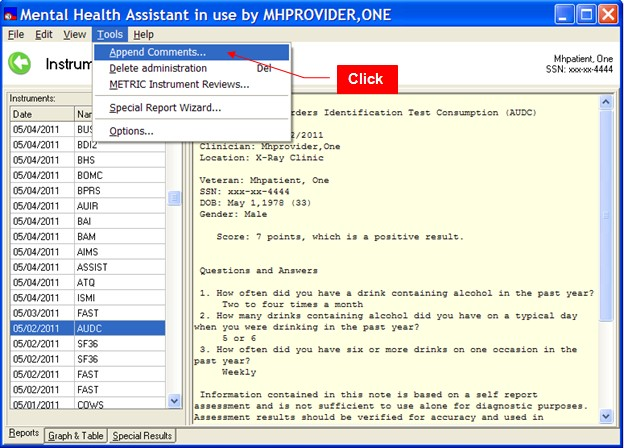 Mental Health Assistant in use by MHPROVIDER,ONE
File Edit View Tools Help
Append Comments...
Delete administration Del
METRIC Instrument Reviews...
Special Report Wizard...
Options...
Click
Instrum
Mhpatient, One
SSN: xxx-xx-4444
Instruments:
Date Na
05/04/2011 BUS
05/04/2011 BDI2
05/04/2011 BHS
05/04/2011 BOMC
05/04/2011 BPRS
05/04/2011 AUIR
05/04/2011 BAI
05/04/2011 BAM
05/04/2011 AIMS
05/04/2011 ASSIST
05/04/2011 ATQ
05/04/2011 ISMI
05/03/2011 FAST
05/02/2011 AUDC
05/02/2011 SF36
05/02/2011 SF36
05/02/2011 FAST
05/02/2011 FAST
05/01/2011 COWS
rders Identification Test Consumption (AUDC)
2/2011
Clinician: Mhprovider,One
Location: X-Ray Clinic
Veteran: Mhpatient, One
SSN: xxx-xx-4444
DOB: May 1,1978 (33)
Gender: Male
Score: 7 points, which is a positive result.
Questions and Answers
1. How often did you have a drink containing alcohol in the past year?
Two to four times a month
2. How many drinks containing alcohol did you have on a typical day
when you were drinking in the past year?
5 or 6
3. How often did you have six or more drinks on one occasion in the
past year?
Weekly
Information contained in this note is based on a self report
assessment and is not sufficient to use alone for diagnostic purposes.
Assessment results should be verified for accuracy and used in
Reports Graph & Table Special Results